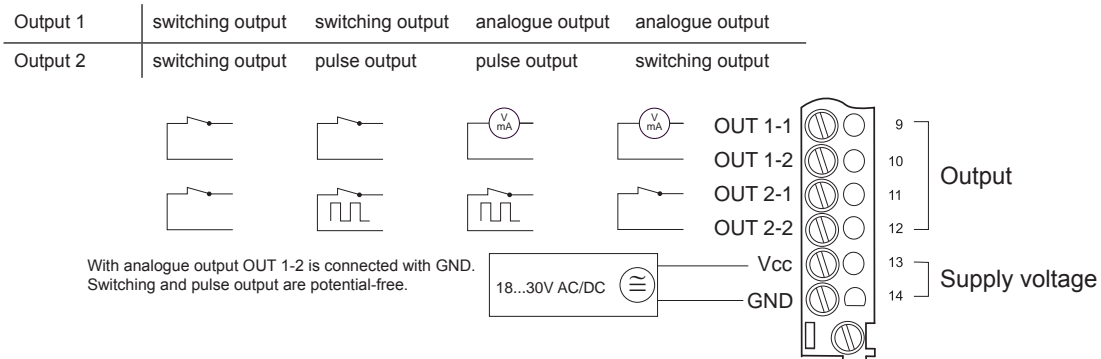 Output 1 switching output switching output analogue output analogue output
Output 2 switching output pulse output pulse output switching output
V
mA
V
mA
OUT 1-1 9
OUT 1-2 10
OUT 2-1 11
OUT 2-2 12
Output
With analogue output OUT 1-2 is connected with GND.
Switching and pulse output are potential-free.
18...30V AC/DC
Vcc 13
GND 14
Supply voltage